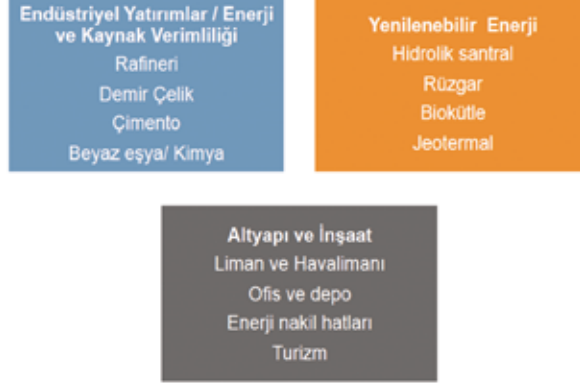 Endüstriyel Yatırımlar / Enerji
ve Kaynak Verimliliği
Rafineri
Demir Çelik
Çimento
Beyaz eşya/ Kimya
Yenilenebilir Enerji
Hidrolik santral
Rüzgar
Biokütle
Jeotermal
Altyapı ve İnşaat
Liman ve Havalimanı
Ofis ve depo
Enerji nakil hatları
Turizm